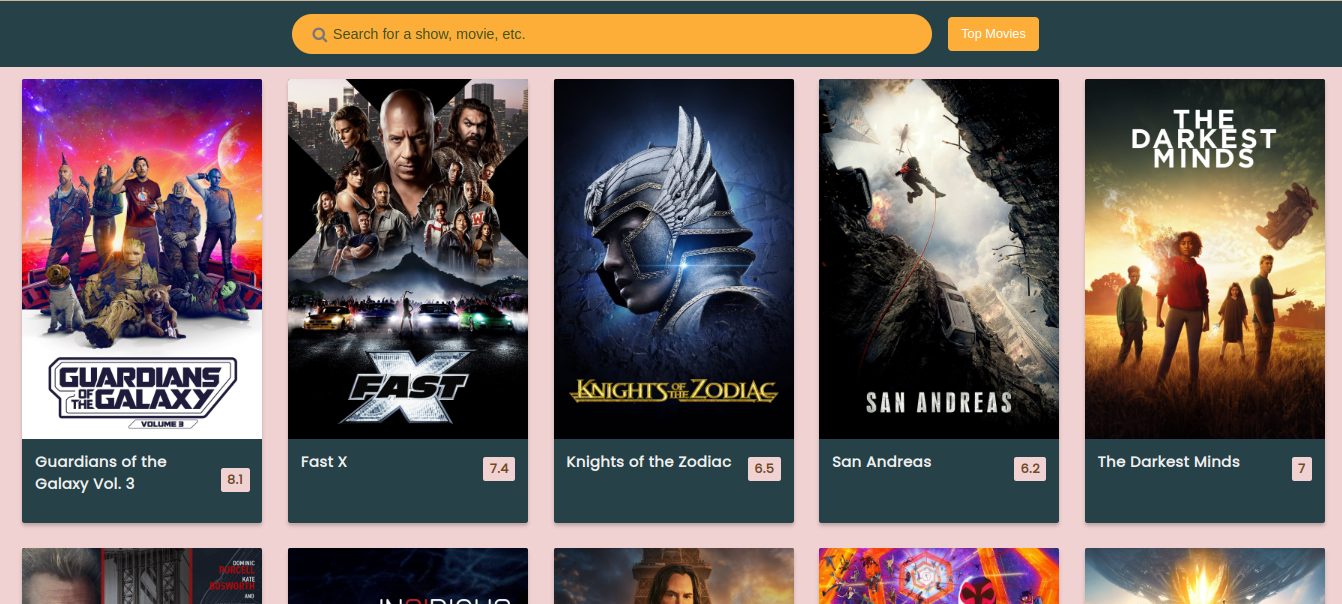 Search for a show, movie, etc.
Top Movies
GUARDIANS
OF
THE GALAXY
VOLUME 3
FAST X
KNIGHTS OF THE ZODIAC
SAN ANDREAS
THE
DARKEST
MINDS
Guardians of the
Galaxy Vol. 3
8.1
Fast X
7.4
Knights of the Zodiac
6.5
San Andreas
6.2
The Darkest Minds
7
DOMINIC
PURCELL
KATE
BOSWORTH
AND